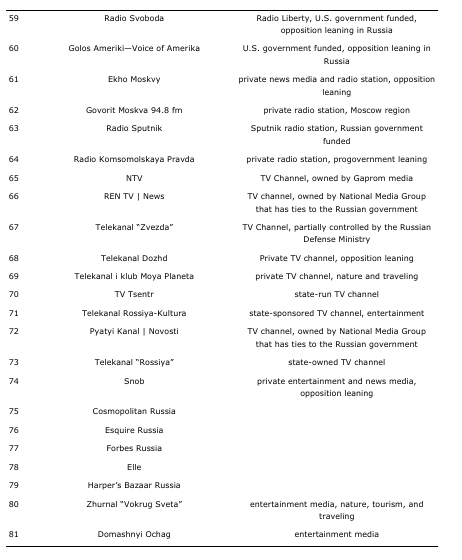 59 Radio Svoboda Radio Liberty, U.S. government funded,
opposition leaning in Russia
60 Golos Ameriki—Voice of Amerika U.S. government funded, opposition leaning in
Russia
61 Ekho Moskvy private news media and radio station, opposition
leaning
62 Govorit Moskva 94.8 fm private radio station, Moscow region
63 Radio Sputnik Sputnik radio station, Russian government
funded
64 Radio Komsomolskaya Pravda private radio station, progovernment leaning
65 NTV TV Channel, owned by Gaprom media
66 REN TV | News TV channel, owned by National Media Group
that has ties to the Russian government
67 Telekanal “Zvezda” TV Channel, partially controlled by the Russian
Defense Ministry
68 Telekanal Dozhd Private TV channel, opposition leaning
69 Telekanal i klub Moya Planeta private TV channel, nature and traveling
70 TV Tsentr state-run TV channel
71 Telekanal Rossiya-Kultura state-sponsored TV channel, entertainment
72 Pyatyi Kanal | Novosti TV channel, owned by National Media Group
that has ties to the Russian government
73 Telekanal “Rossiya” state-owned TV channel
74 Snob private entertainment and news media,
opposition leaning
75 Cosmopolitan Russia
76 Esquire Russia
77 Forbes Russia
78 Elle
79 Harper’s Bazaar Russia
80 Zhurnal “Vokrug Sveta” entertainment media, nature, tourism, and
traveling
81 Domashnyi Ochag entertainment media